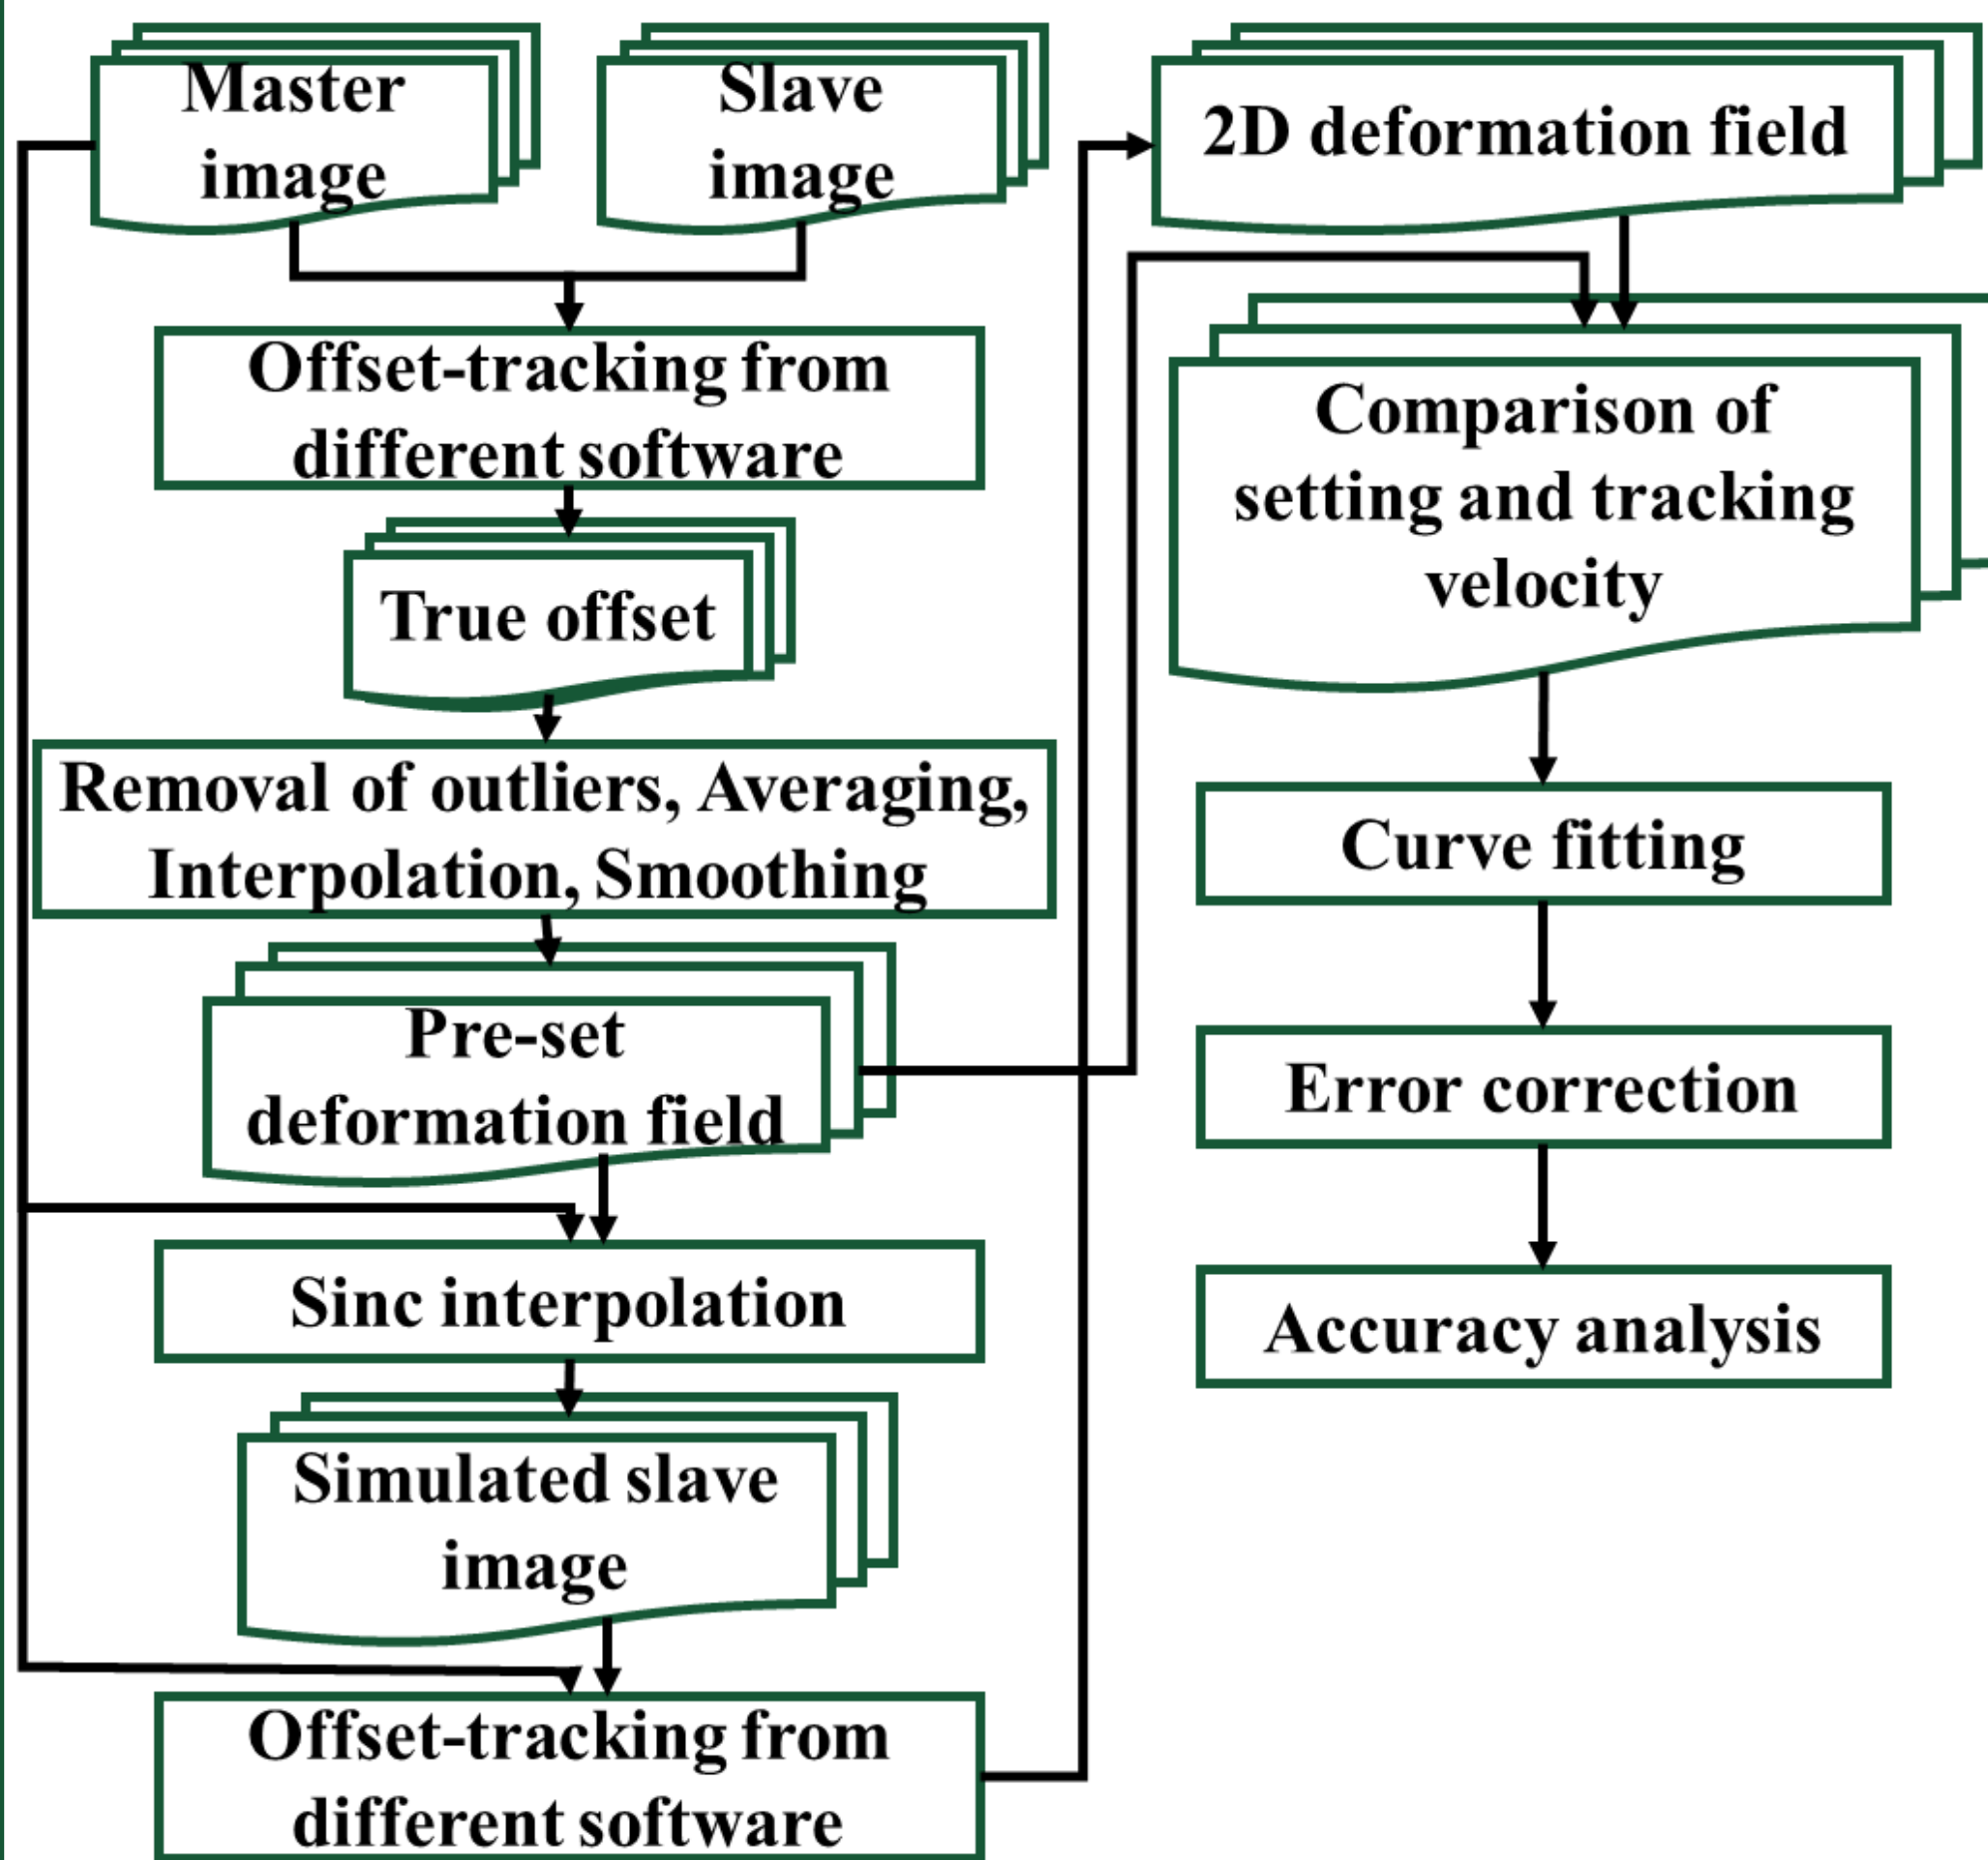 Master
image
Slave
image
Offset-tracking from
different software
True offset
Removal of outliers, Averaging,
Interpolation, Smoothing
Pre-set
deformation field
Sinc interpolation
Simulated slave
image
Offset-tracking from
different software
2D deformation field
Comparison of
setting and tracking
velocity
Curve fitting
Error correction
Accuracy analysis